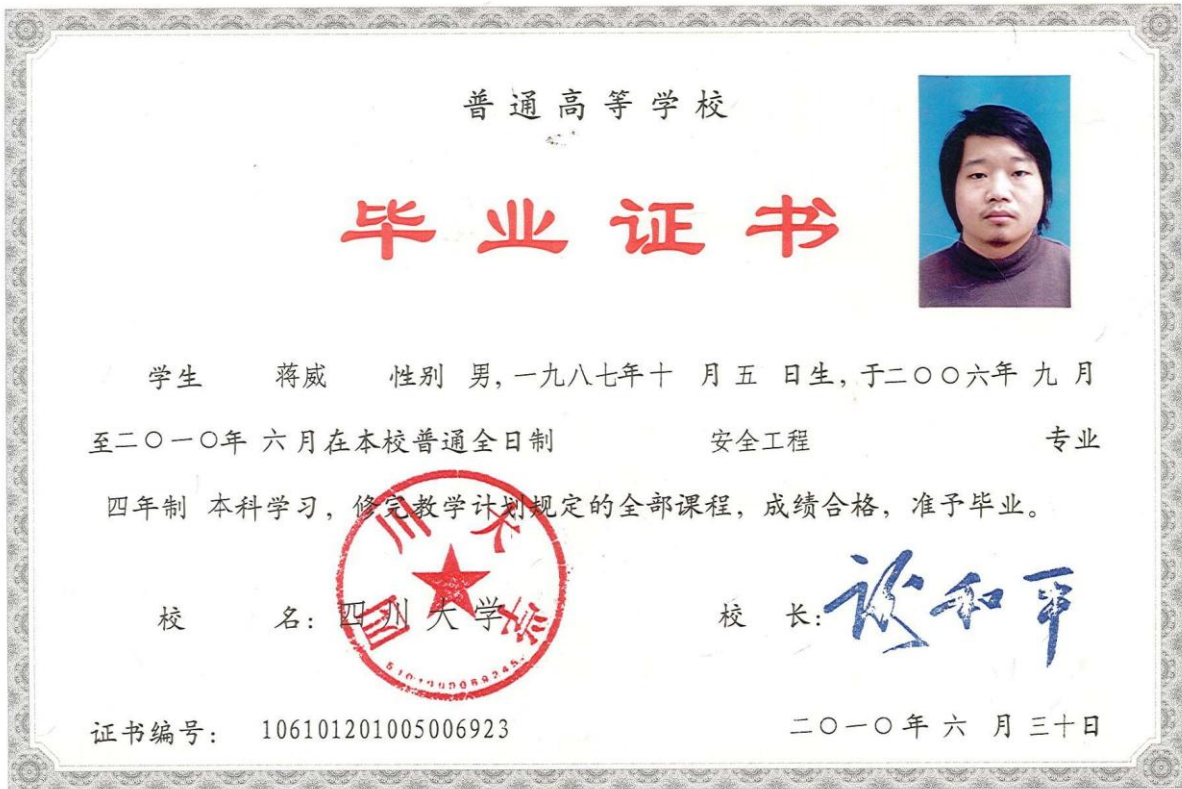 普通高等学校
毕业证书
学生 蒋威 性别 男,一九八七年十 月 五 日生,于二〇〇六年 九 月
至二〇一〇年 六 月在本校普通全日制 安全工程 专业
四年制 本科学习，修完教学计划规定的全部课程，成绩合格，准予毕业。
四川大学
校 名：四川大学 校 长：谢和平
证书编号： 106101201005006923 二〇一〇年 六 月 三十日